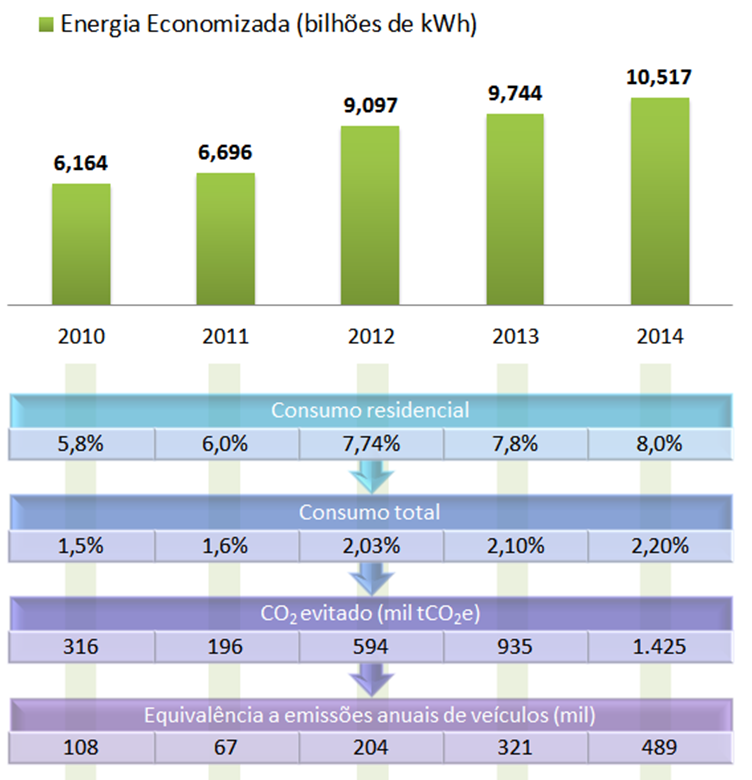 Energia Economizada (bilhões de kWh)
6,164 6,696 9,097 9,744 10,517
2010 2011 2012 2013 2014
Consumo residencial
5,8% 6,0% 7,74% 7,8% 8,0%
Consumo total
1,5% 1,6% 2,03% 2,10% 2,20%
CO₂ evitado (mil tCO₂e)
316 196 594 935 1.425
Equivalência a emissões anuais de veículos (mil)
108 67 204 321 489